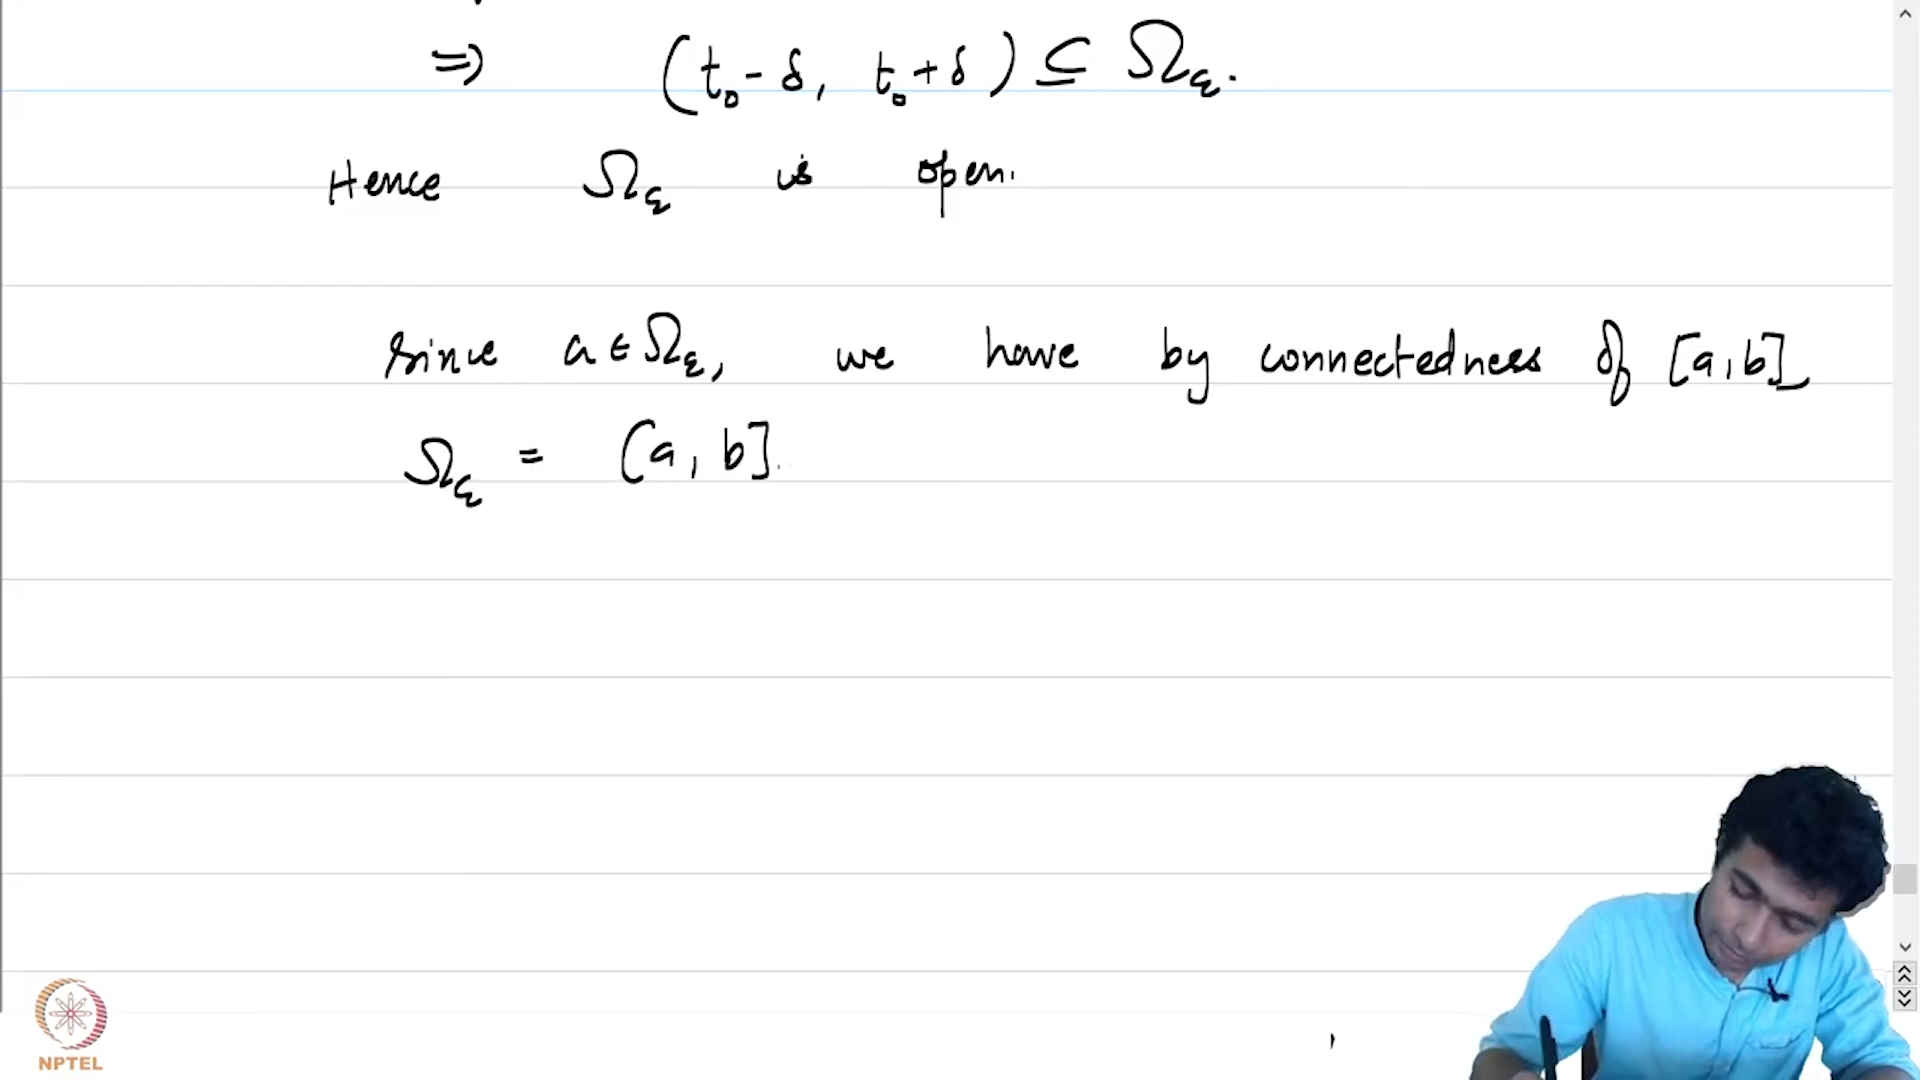 ⇒ (t₀ - δ, t₀ + δ) ⊆ Ω_ε.
Hence Ω_ε is open.
since a ∈ Ω_ε, we have by connectedness of [a, b]
Ω_ε = [a, b].
NPTEL